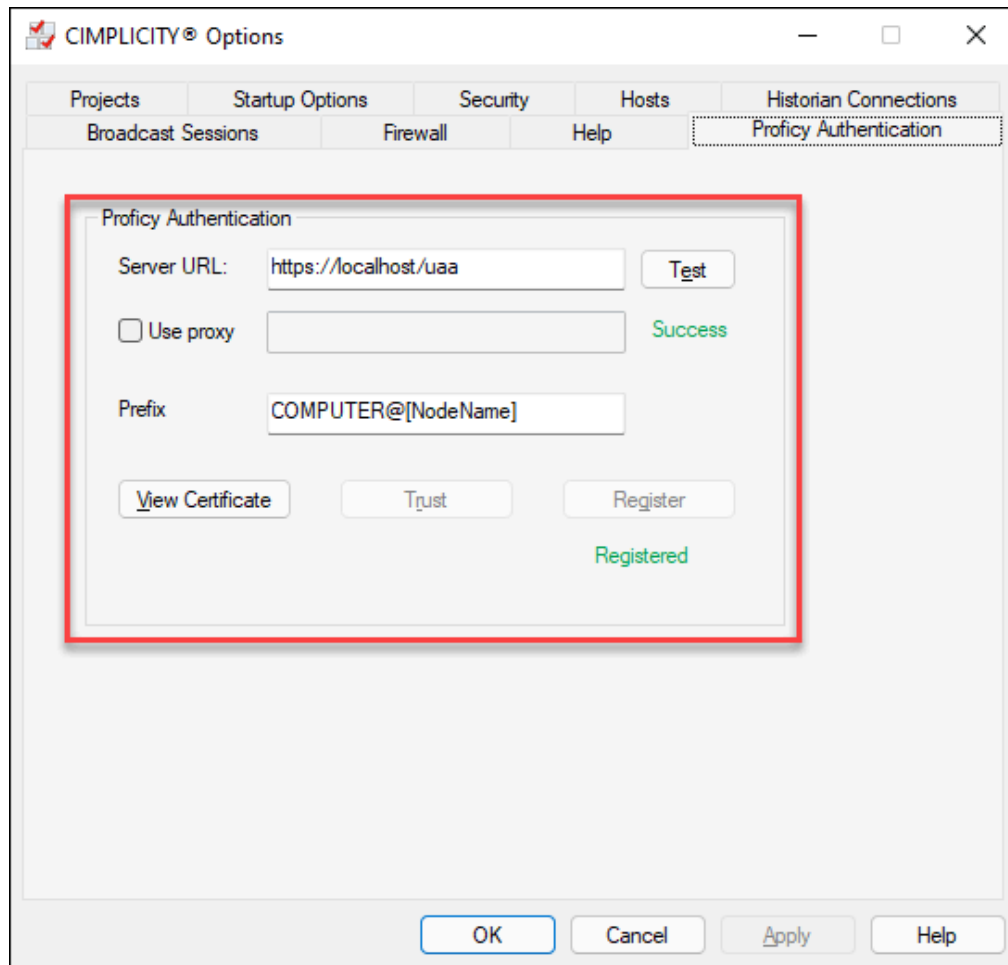 CIMPLICITY® Options
Projects Startup Options Security Hosts Historian Connections
Broadcast Sessions Firewall Help Proficy Authentication
Proficy Authentication
Server URL: https://localhost/uaa Test
Use proxy Success
Prefix COMPUTER@[NodeName]
View Certificate Trust Register
Registered
OK Cancel Apply Help